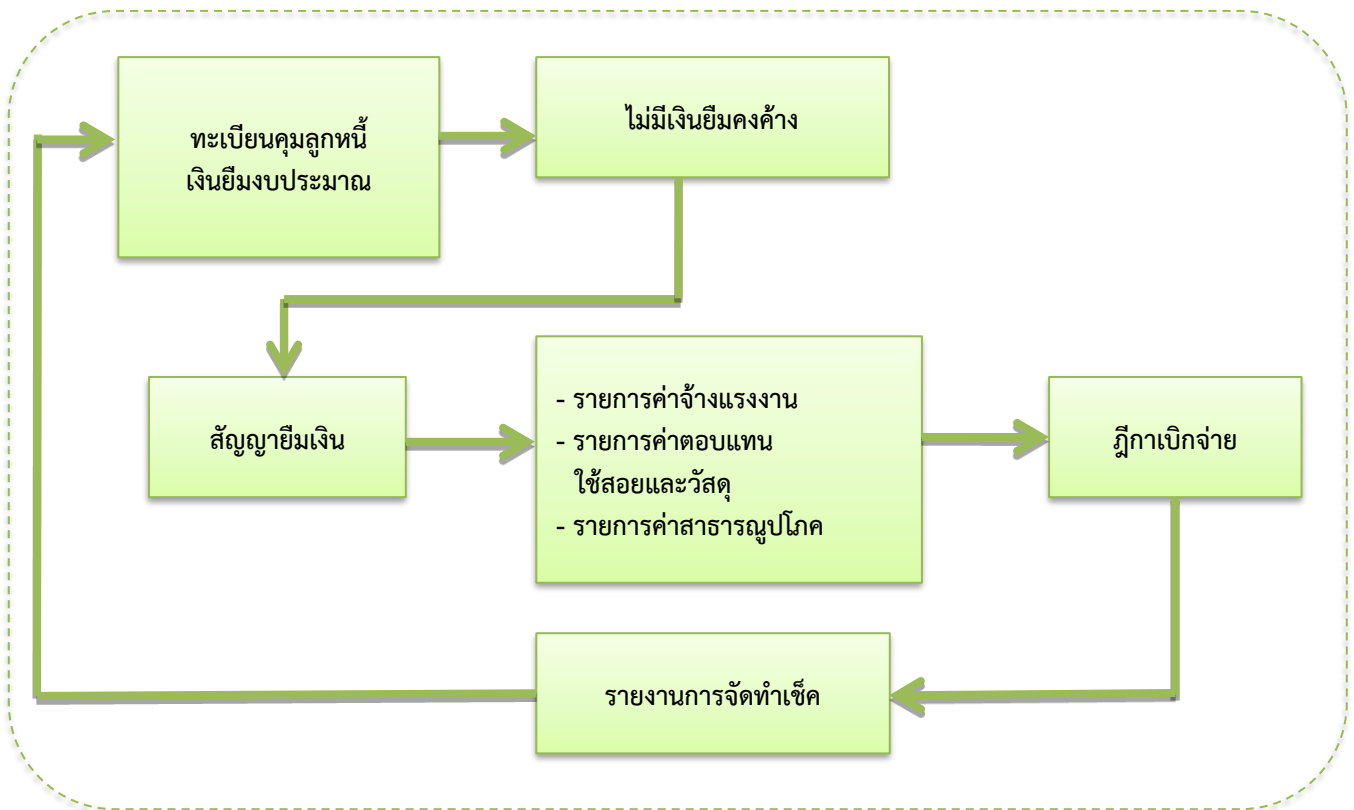 ทะเบียนคุมลูกหนี้
เงินยืมงบประมาณ
ไม่มีเงินยืมคงค้าง
สัญญายืมเงิน
- รายการค่าจ้างแรงงาน
- รายการค่าตอบแทน
ใช้สอยและวัสดุ
- รายการค่าสาธารณูปโภค
ฎีกาเบิกจ่าย
รายงานการจัดทำเช็ค